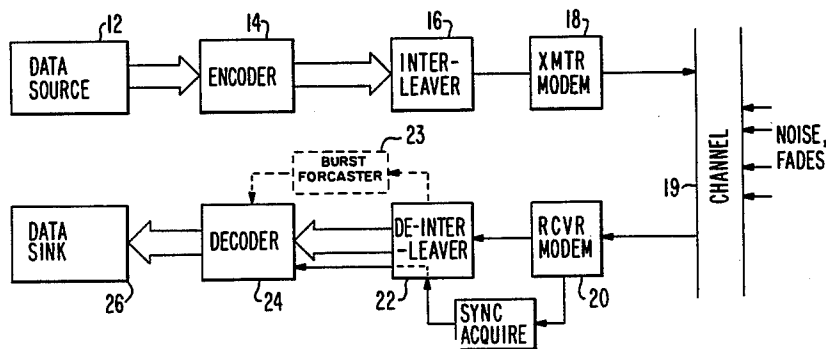 12
14
16
18
DATA
SOURCE
ENCODER
INTER-
LEAVER
XMTR
MODEM
23
BURST
FORCASTER
19
CHANNEL
NOISE,
FADES
DATA
SINK
DECODER
DE-INTER
-LEAVER
RCVR
MODEM
26
24
22
20
SYNC
ACQUIRE